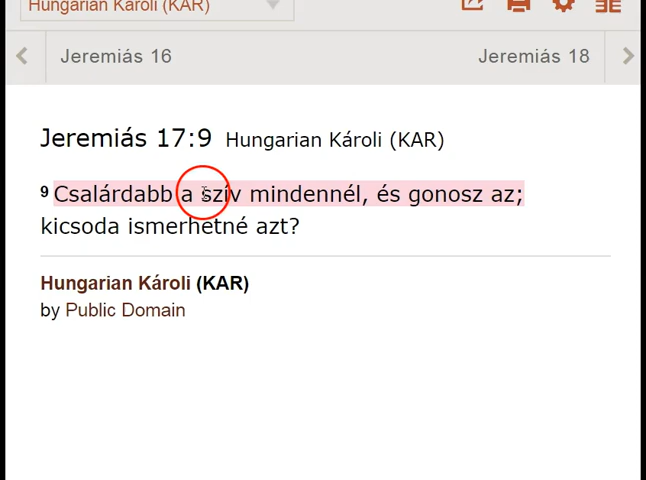 Hungarian Károli (KAR)
Jeremiás 16 Jeremiás 18
Jeremiás 17:9 Hungarian Károli (KAR)
9 Csalárdabb a szív mindennél, és gonosz az;
kicsoda ismerhetné azt?
Hungarian Károli (KAR)
by Public Domain